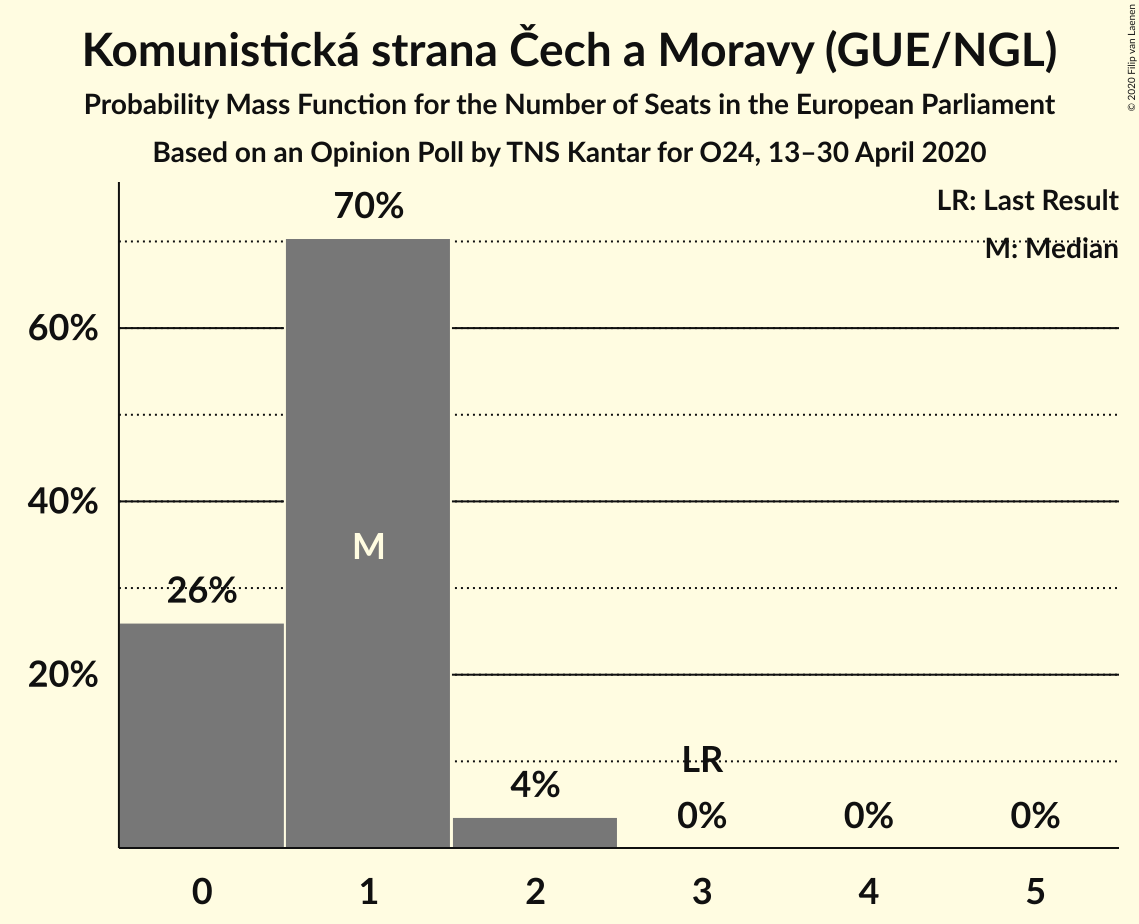 Komunistická strana Čech a Moravy (GUE/NGL)
Probability Mass Function for the Number of Seats in the European Parliament
Based on an Opinion Poll by TNS Kantar for O24, 13–30 April 2020
© 2020 Filip van Laenen
LR: Last Result
M: Median
70%
60%
40%
20%
26%
M
4%
LR
0%
0%
0%
0
1
2
3
4
5